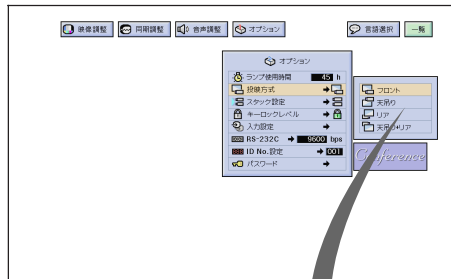 映像調整 同期調整 音声調整 オプション 言語選択 一覧
オプション
ランプ使用時間 45 h
投映方式
スタック設定
キーロックレベル
入力設定
RS-232C 9600 bps
ID No.設定 001
パスワード
フロント
天吊り
リア
天吊り+リア
Conference